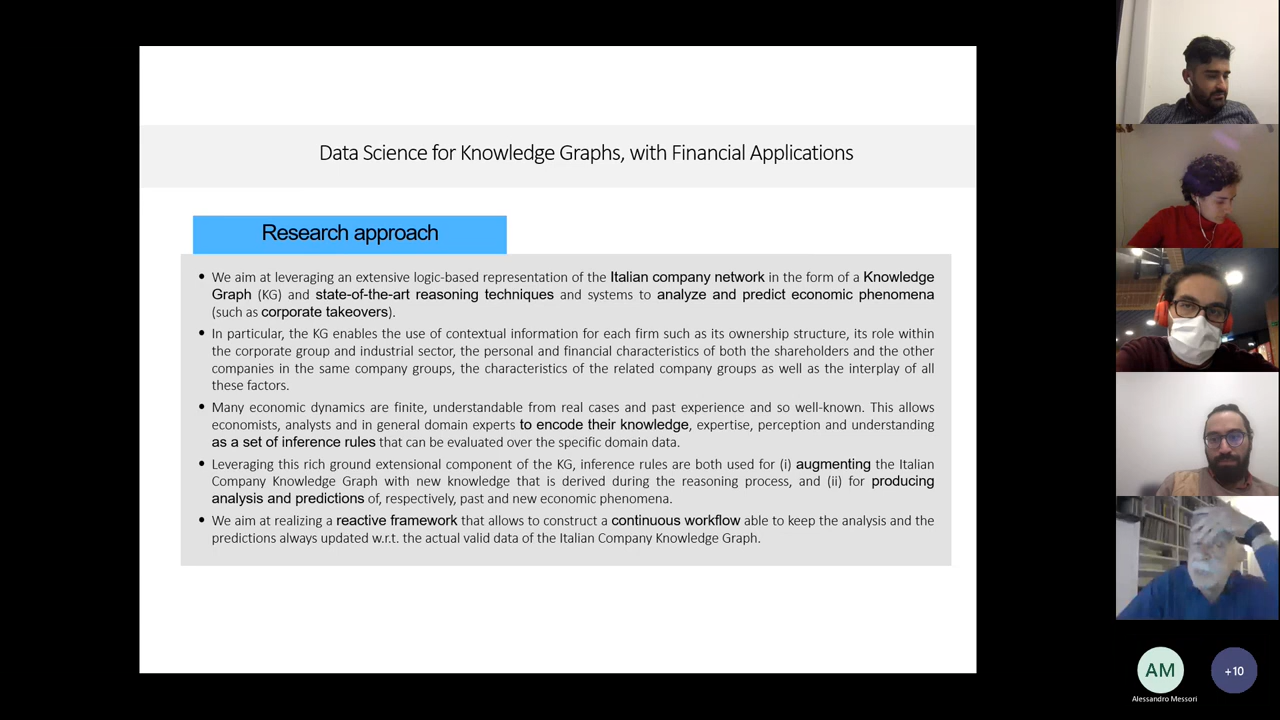 Data Science for Knowledge Graphs, with Financial Applications
Research approach
• We aim at leveraging an extensive logic-based representation of the Italian company network in the form of a Knowledge
Graph (KG) and state-of-the-art reasoning techniques and systems to analyze and predict economic phenomena
(such as corporate takeovers).
• In particular, the KG enables the use of contextual information for each firm such as its ownership structure, its role within
the corporate group and industrial sector, the personal and financial characteristics of both the shareholders and the other
companies in the same company groups, the characteristics of the related company groups as well as the interplay of all
these factors.
• Many economic dynamics are finite, understandable from real cases and past experience and so well-known. This allows
economists, analysts and in general domain experts to encode their knowledge, expertise, perception and understanding
as a set of inference rules that can be evaluated over the specific domain data.
• Leveraging this rich ground extensional component of the KG, inference rules are both used for (i) augmenting the Italian
Company Knowledge Graph with new knowledge that is derived during the reasoning process, and (ii) for producing
analysis and predictions of, respectively, past and new economic phenomena.
• We aim at realizing a reactive framework that allows to construct a continuous workflow able to keep the analysis and the
predictions always updated w.r.t. the actual valid data of the Italian Company Knowledge Graph.
AM
+10
Alessandro Messori